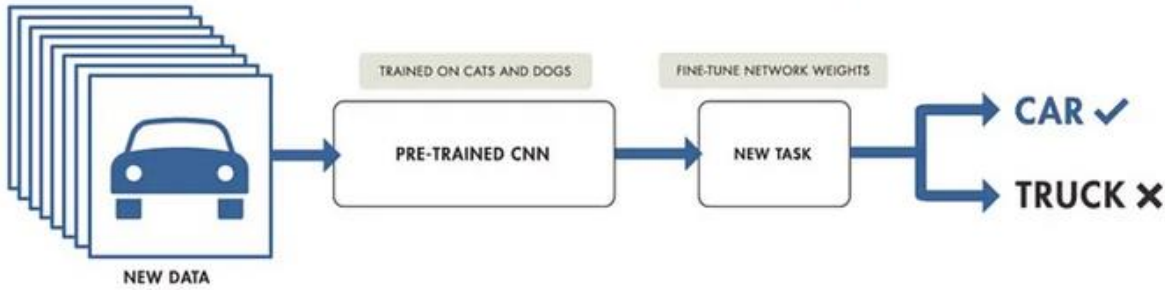 TRAINED ON CATS AND DOGS
FINE-TUNE NETWORK WEIGHTS
CAR ✓
PRE-TRAINED CNN
NEW TASK
TRUCK ✕
NEW DATA